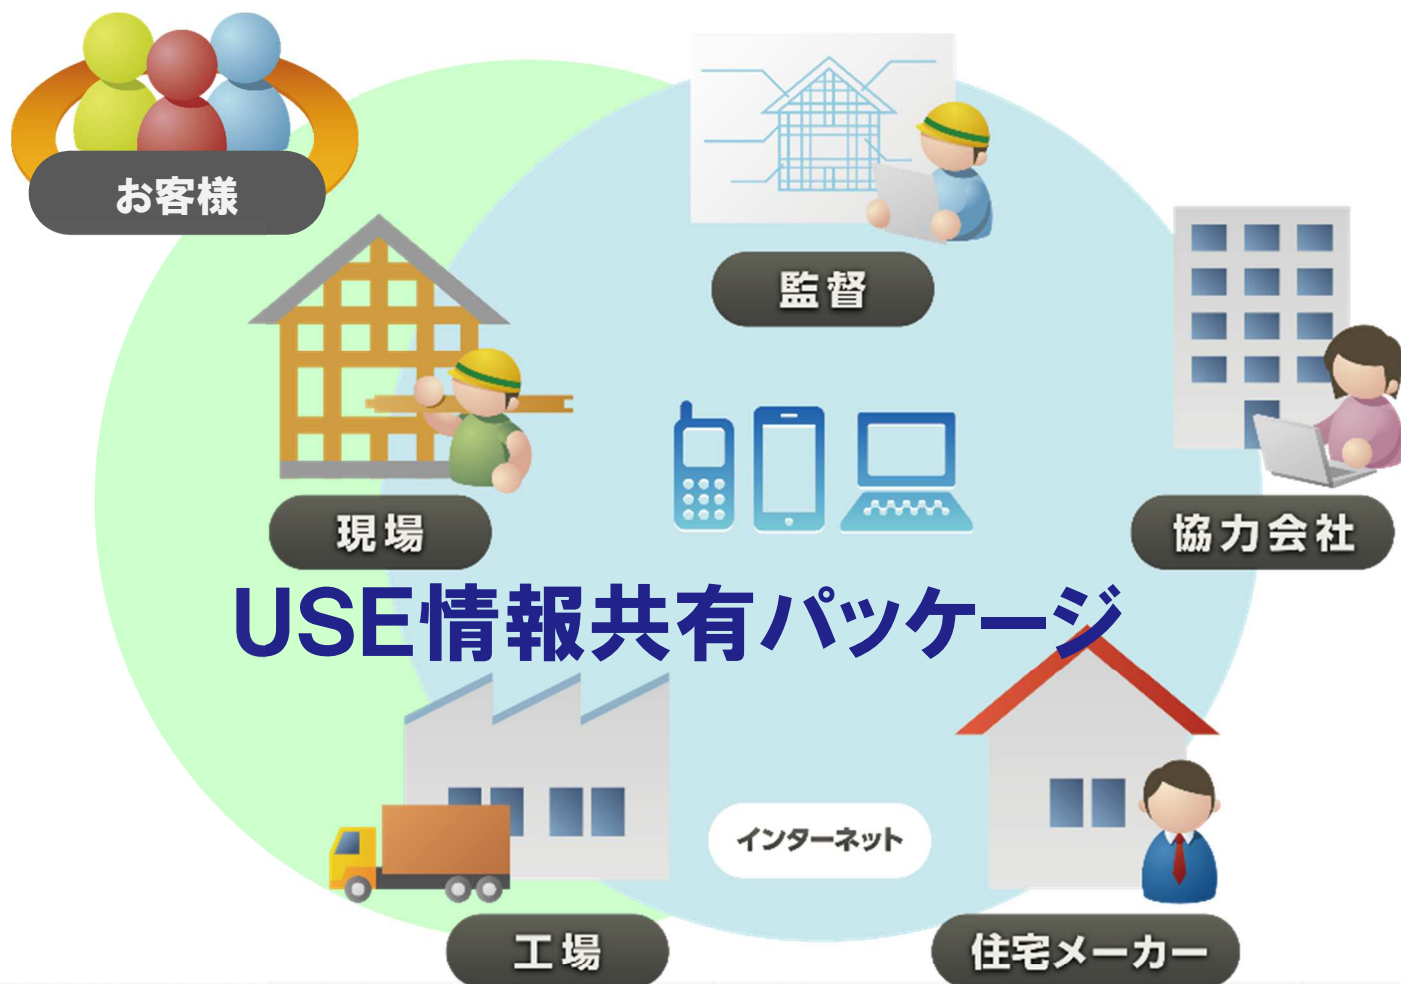 お客様
監督
現場
協力会社
USE情報共有パッケージ
インターネット
工場
住宅メーカー